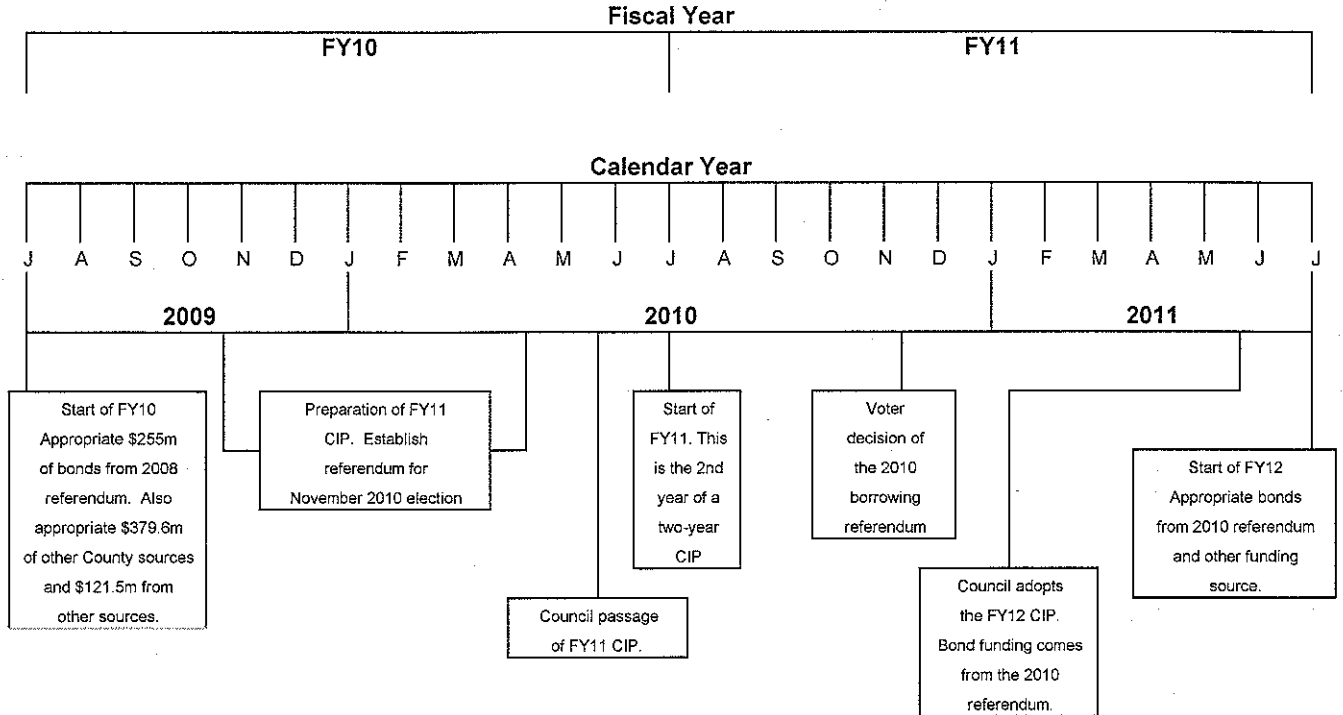 Fiscal Year
FY10
FY11
Calendar Year
J A S O N D J F M A M J J A S O N D J F M A M J J
2009
2010
2011
Start of FY10
Appropriate $255m
of bonds from 2008
referendum. Also
appropriate $379.6m
of other County sources
and $121.5m from
other sources.
Preparation of FY11
CIP. Establish
referendum for
November 2010 election
Council passage
of FY11 CIP.
Start of
FY11. This
is the 2nd
year of a
two-year
CIP
Voter
decision of
the 2010
borrowing
referendum
Council adopts
the FY12 CIP.
Bond funding comes
from the 2010
referendum.
Start of FY12
Appropriate bonds
from 2010 referendum
and other funding
source.